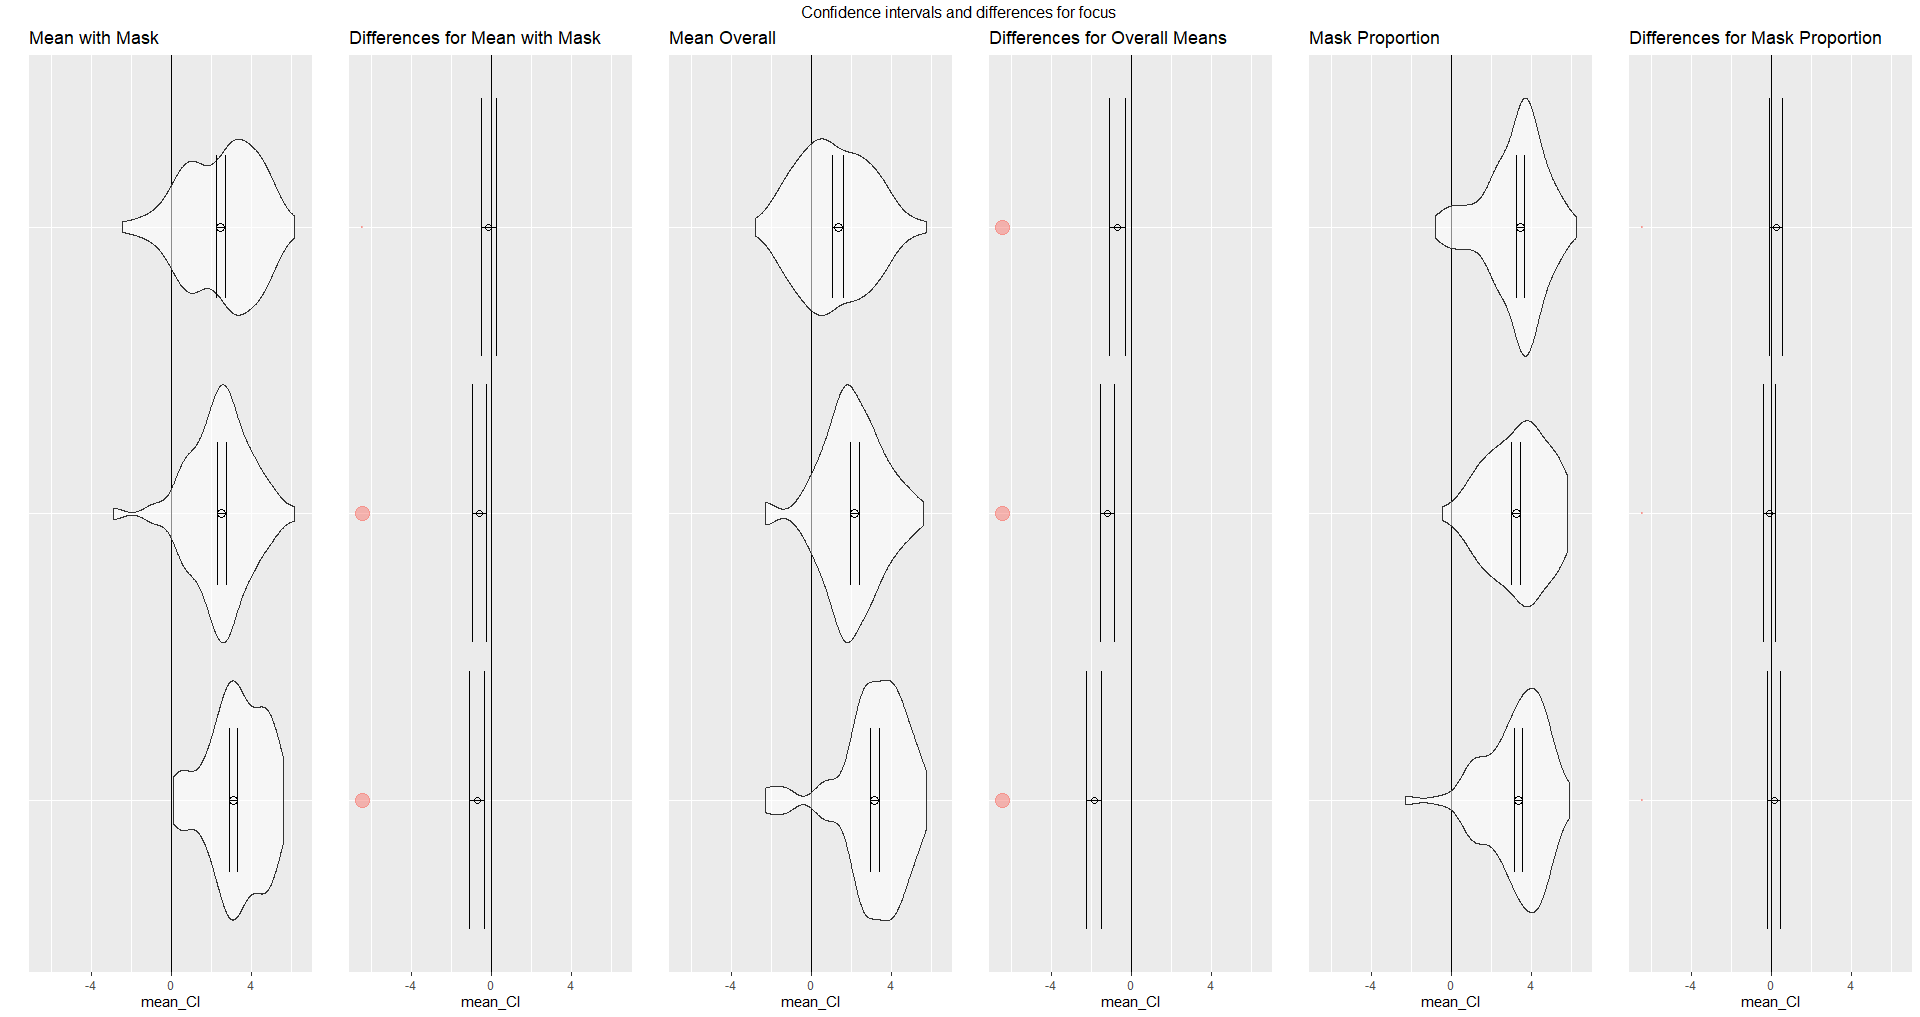 Confidence intervals and differences for focus
Mean with Mask
Differences for Mean with Mask
Mean Overall
Differences for Overall Means
Mask Proportion
Differences for Mask Proportion
-4 0 4
-4 0 4
-4 0 4
-4 0 4
-4 0 4
-4 0 4
mean_CI
mean_CI
mean_CI
mean_CI
mean_CI
mean_CI